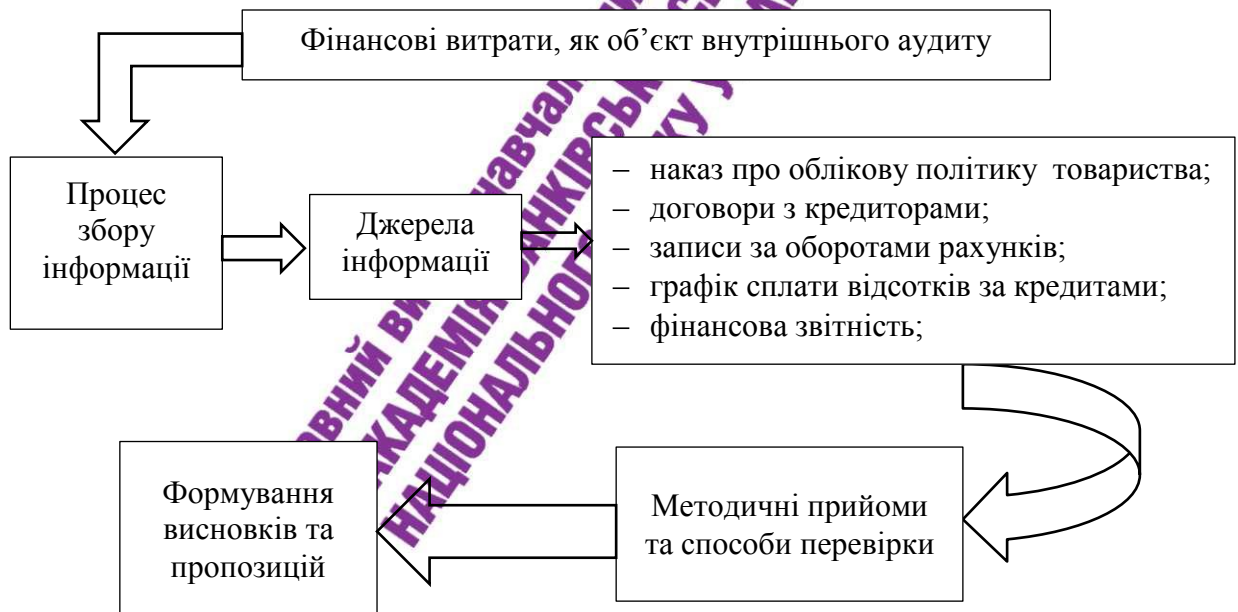 Фінансові витрати, як об’єкт внутрішнього аудиту
Процес
збору
інформації
Джерела
інформації
– наказ про облікову політику товариства;
– договори з кредиторами;
– записи за оборотами рахунків;
– графік сплати відсотків за кредитами;
– фінансова звітність;
Методичні прийоми
та способи перевірки
Формування
висновків та
пропозицій
НАЦІОНАЛЬНОГО